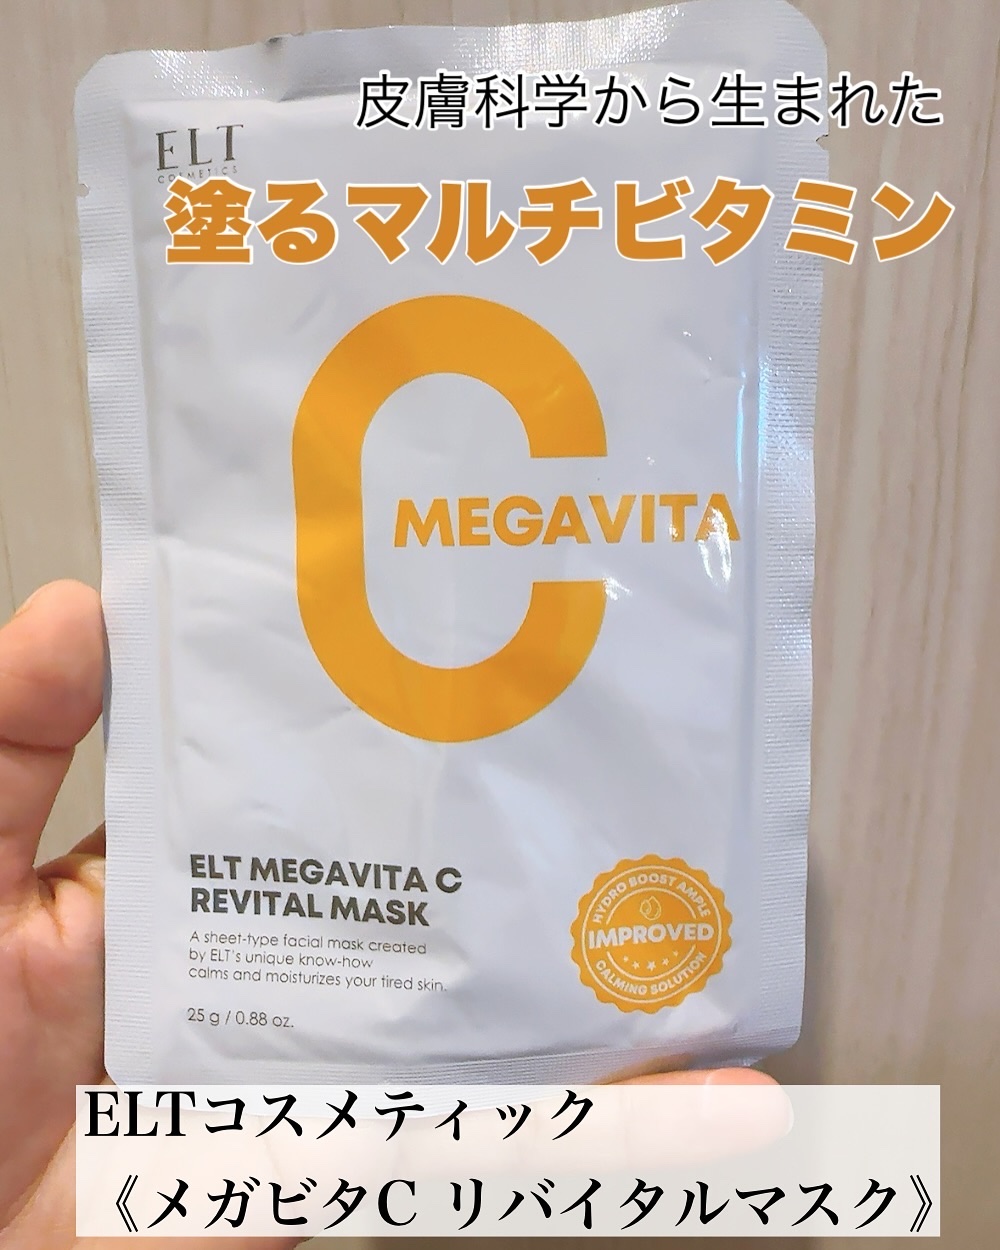 皮膚科学から生まれた
ELT
COSMETICS
塗るマルチビタミン
C
MEGAVITA
ELT MEGAVITA C
REVITAL MASK
A sheet-type facial mask created
by ELT's unique know-how
calms and moisturizes your tired skin.
25 g / 0.88 oz.
HYDRO BOOST AMPLE
IMPROVED
CALMING SOLUTION
ELTコスメティック
《メガビタC リバイタルマスク》